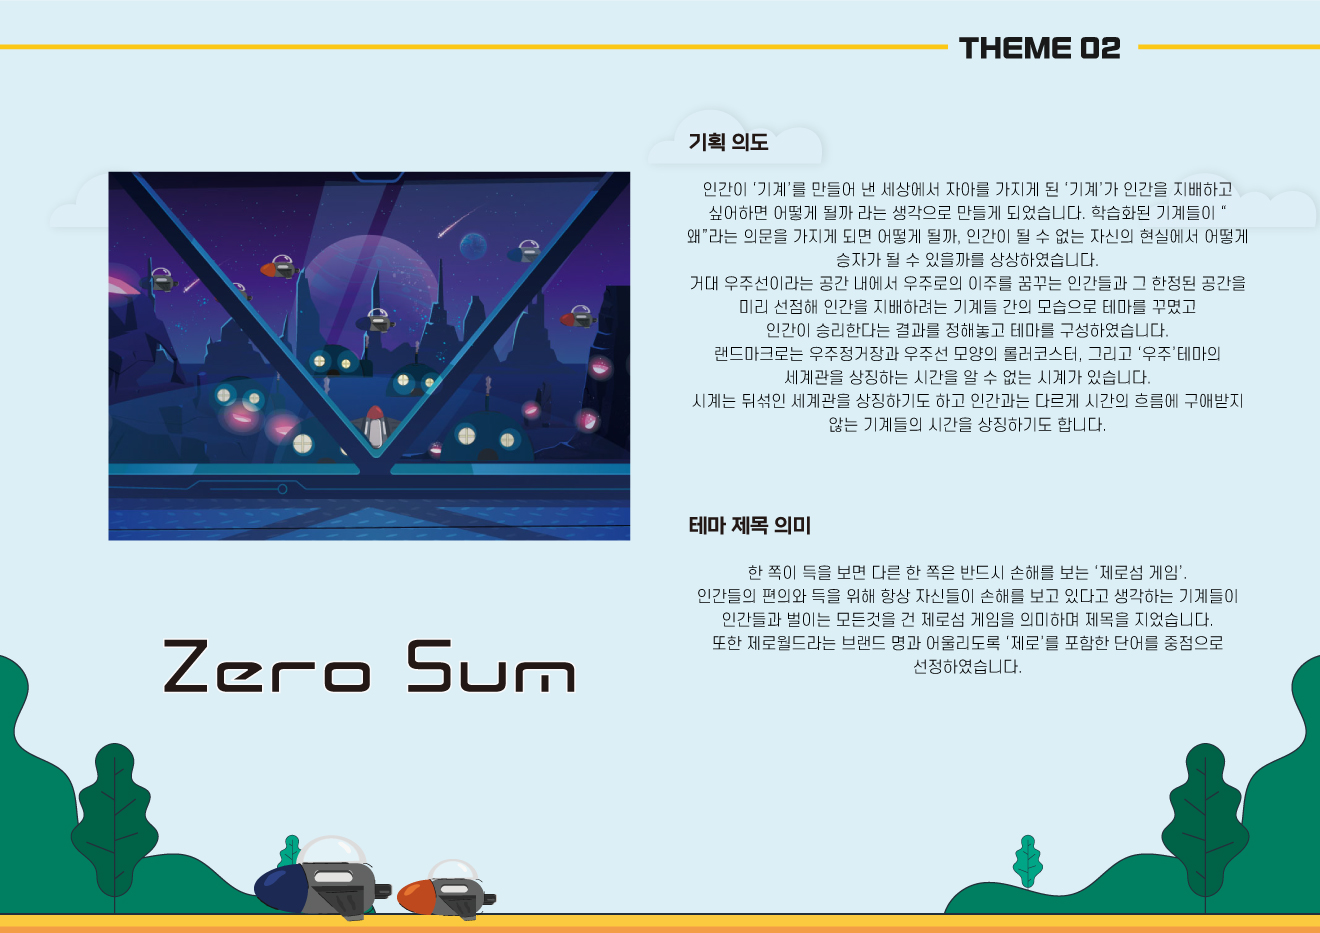 THEME 02
기획 의도
인간이 ‘기계’를 만들어 낸 세상에서 자아를 가지게 된 ‘기계’가 인간을 지배하고
싶어하면 어떻게 될까 라는 생각으로 만들게 되었습니다. 학습화된 기계들이 “
왜”라는 의문을 가지게 되면 어떻게 될까, 인간이 될 수 없는 자신의 현실에서 어떻게
승자가 될 수 있을까를 상상하였습니다.
거대 우주선이라는 공간 내에서 우주로의 이주를 꿈꾸는 인간들과 그 한정된 공간을
미리 선점해 인간을 지배하려는 기계들 간의 모습으로 테마를 꾸몄고
인간이 승리한다는 결과를 정해놓고 테마를 구성하였습니다.
랜드마크로는 우주정거장과 우주선 모양의 롤러코스터, 그리고 ‘우주’테마의
세계관을 상징하는 시간을 알 수 없는 시계가 있습니다.
시계는 뒤섞인 세계관을 상징하기도 하고 인간과는 다르게 시간의 흐름에 구애받지
않는 기계들의 시간을 상징하기도 합니다.
테마 제목 의미
한 쪽이 득을 보면 다른 한 쪽은 반드시 손해를 보는 ‘제로섬 게임’.
인간들의 편의와 득을 위해 항상 자신들이 손해를 보고 있다고 생각하는 기계들이
인간들과 벌이는 모든것을 건 제로섬 게임을 의미하며 제목을 지었습니다.
또한 제로월드라는 브랜드 명과 어울리도록 ‘제로’를 포함한 단어를 중점으로
선정하였습니다.
Zero Sum